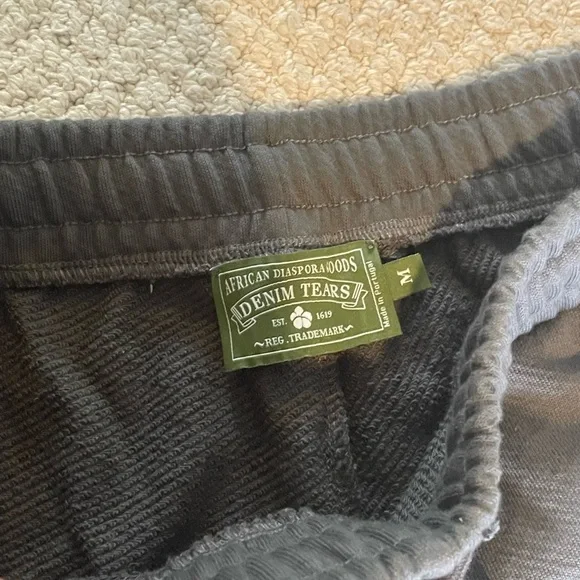 AFRICAN DIASPORA GOODS
DENIM TEARS
EST. 1619
~REG.TRADEMARK~
Made in Portugal
M